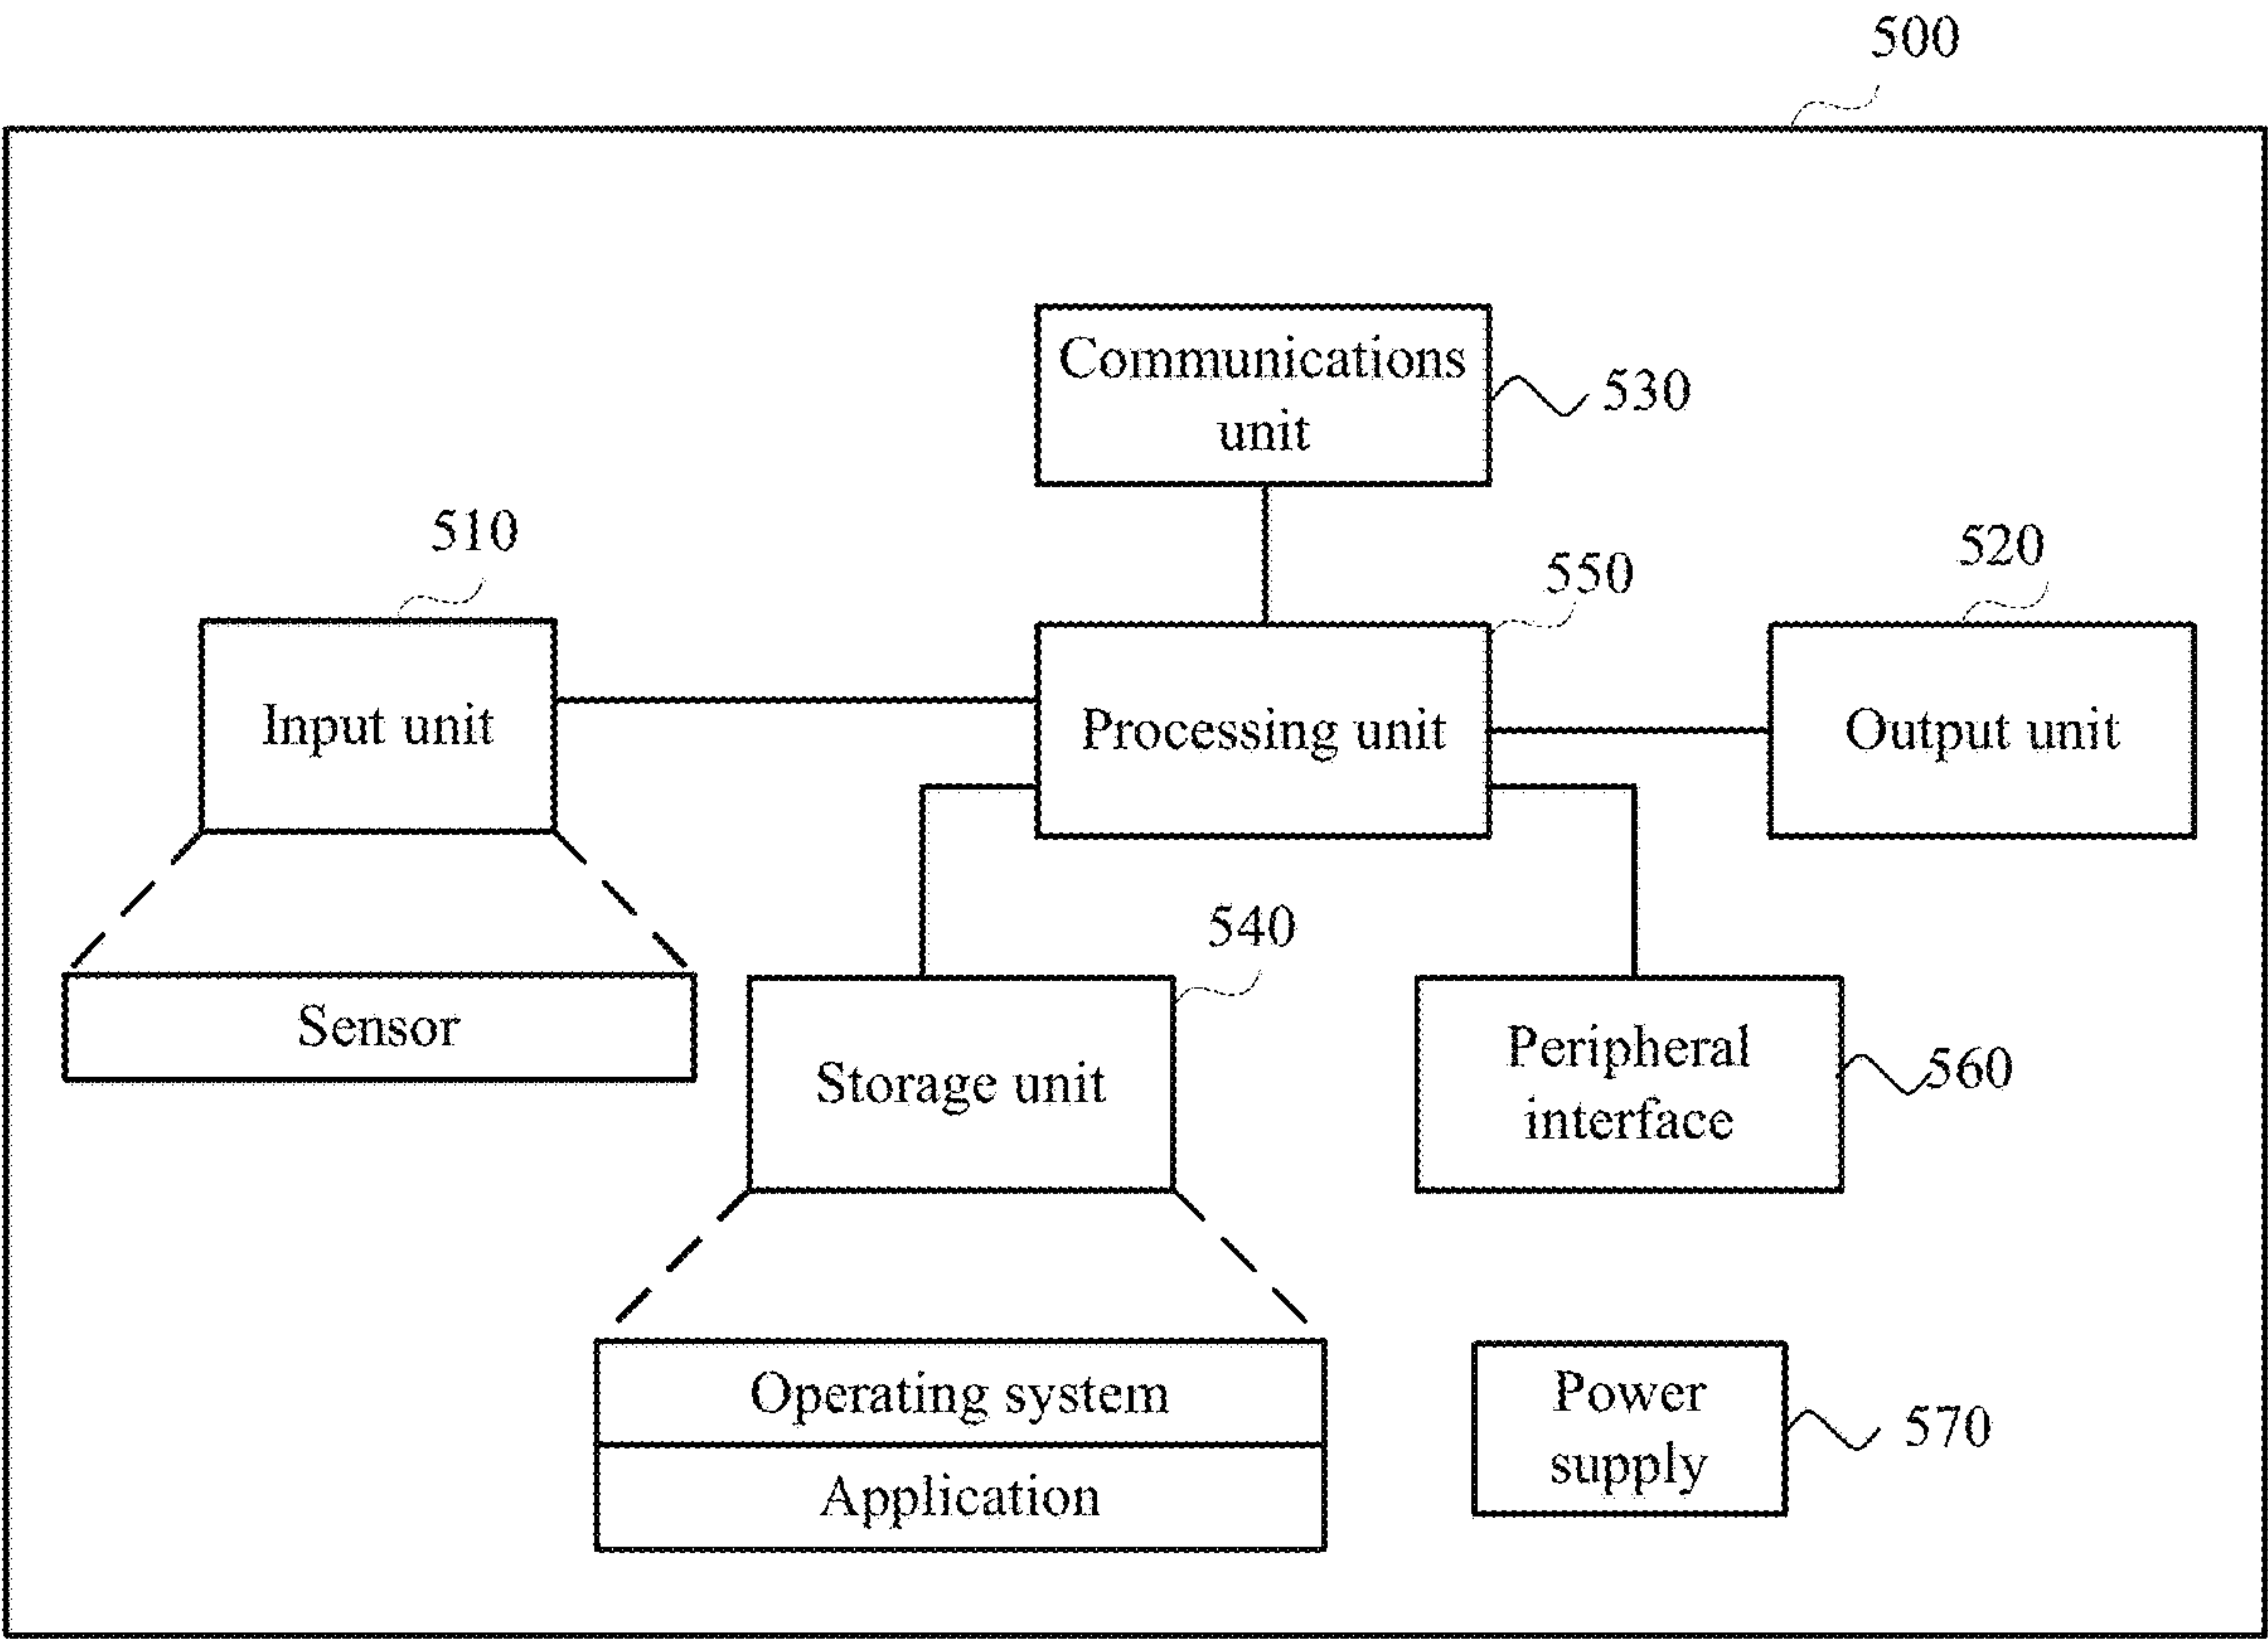 500
Communications
unit
530
510
550
520
Input unit
Processing unit
Output unit
540
Sensor
Storage unit
Peripheral
interface
560
Operating system
Application
Power
supply
570